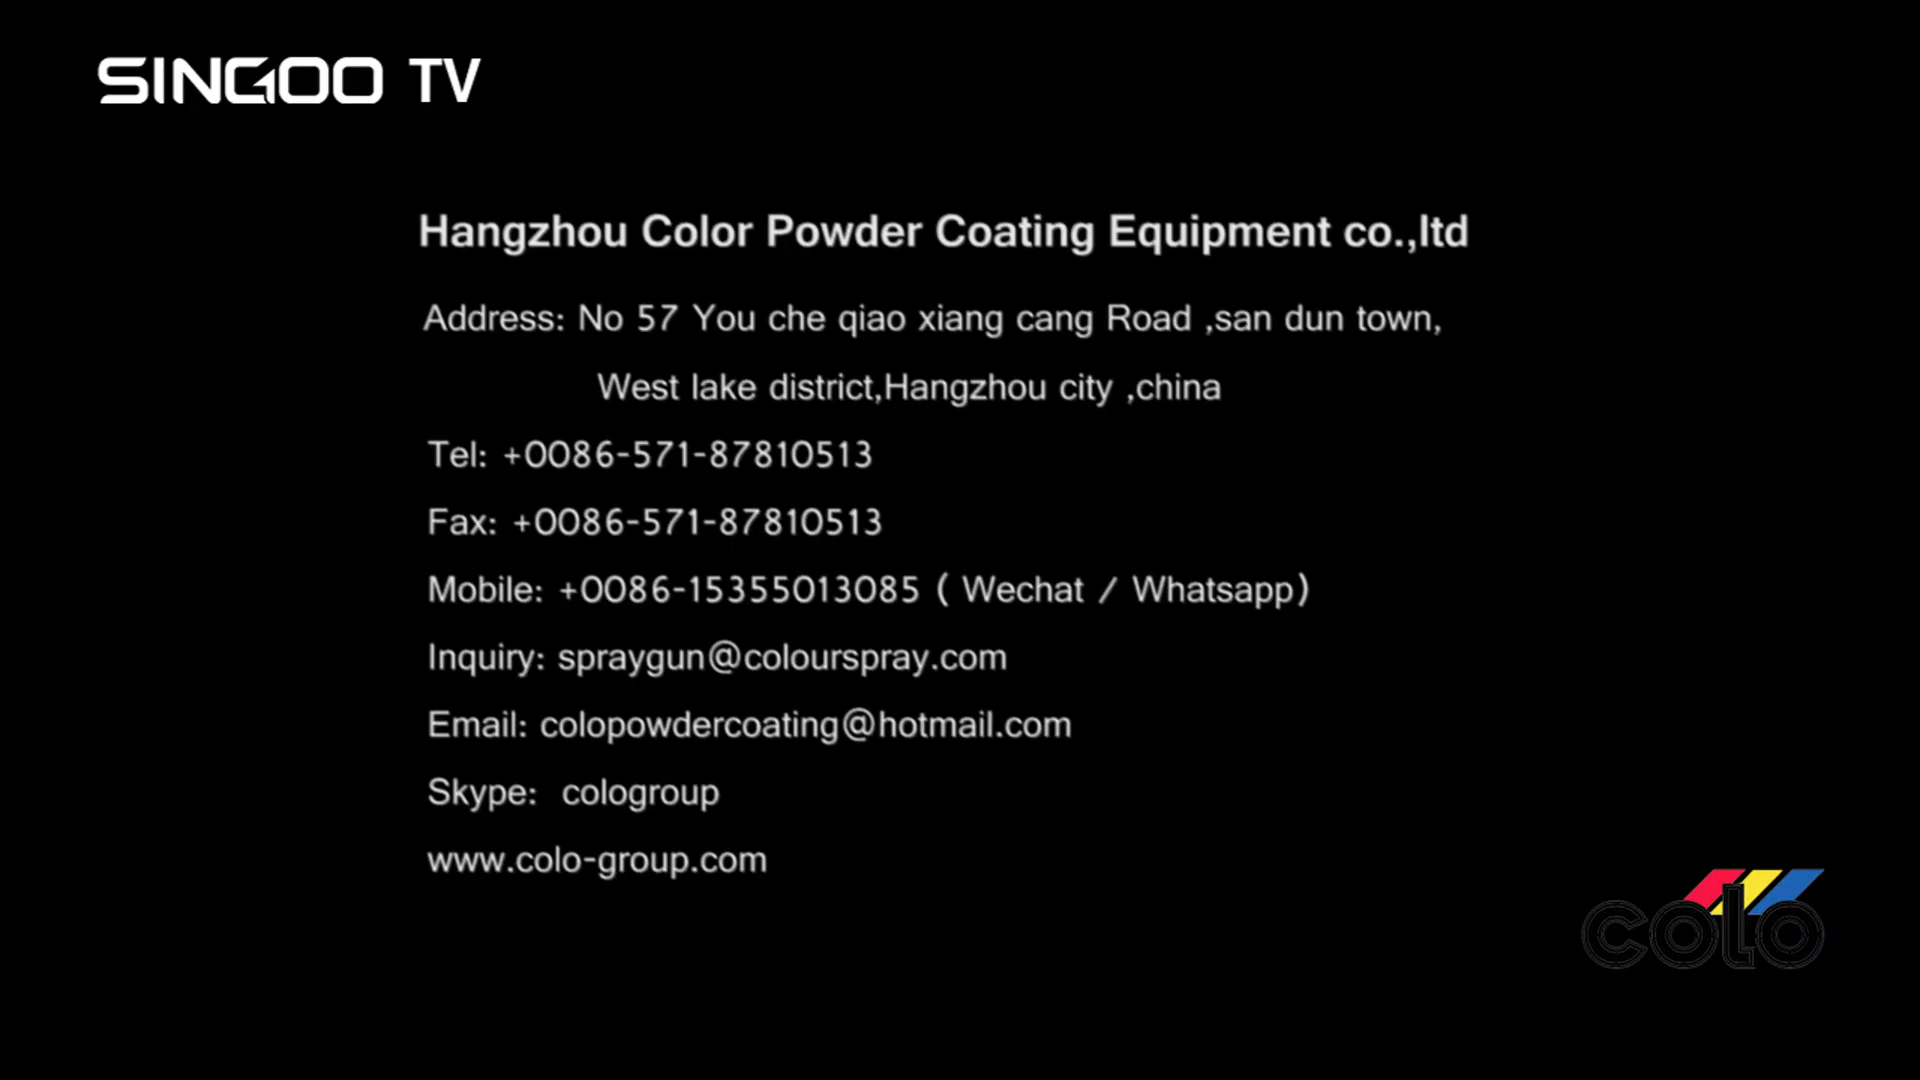 SINGOO TV
Hangzhou Color Powder Coating Equipment co.,ltd
Address: No 57 You che qiao xiang cang Road ,san dun town,
West lake district,Hangzhou city ,china
Tel: +0086-571-87810513
Fax: +0086-571-87810513
Mobile: +0086-15355013085 ( Wechat / Whatsapp)
Inquiry: spraygun@colourspray.com
Email: colopowdercoating@hotmail.com
Skype: cologroup
www.colo-group.com
colo